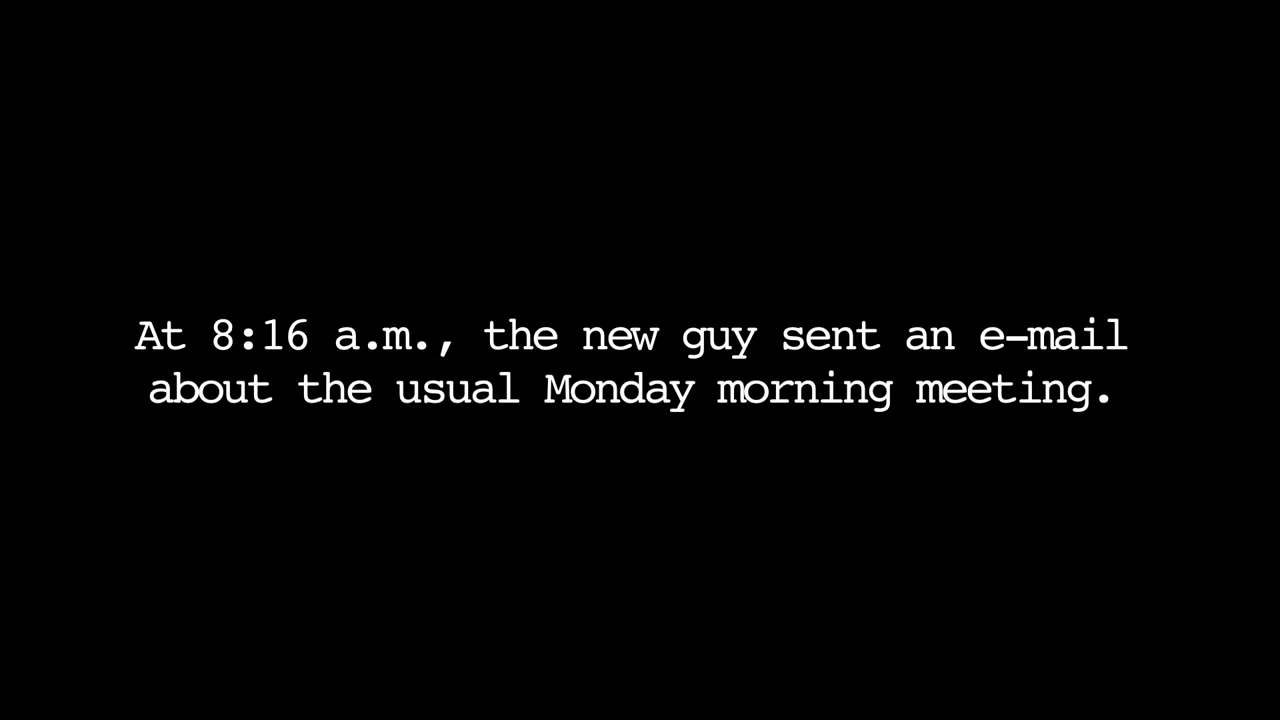 At 8:16 a.m., the new guy sent an e-mail
about the usual Monday morning meeting.